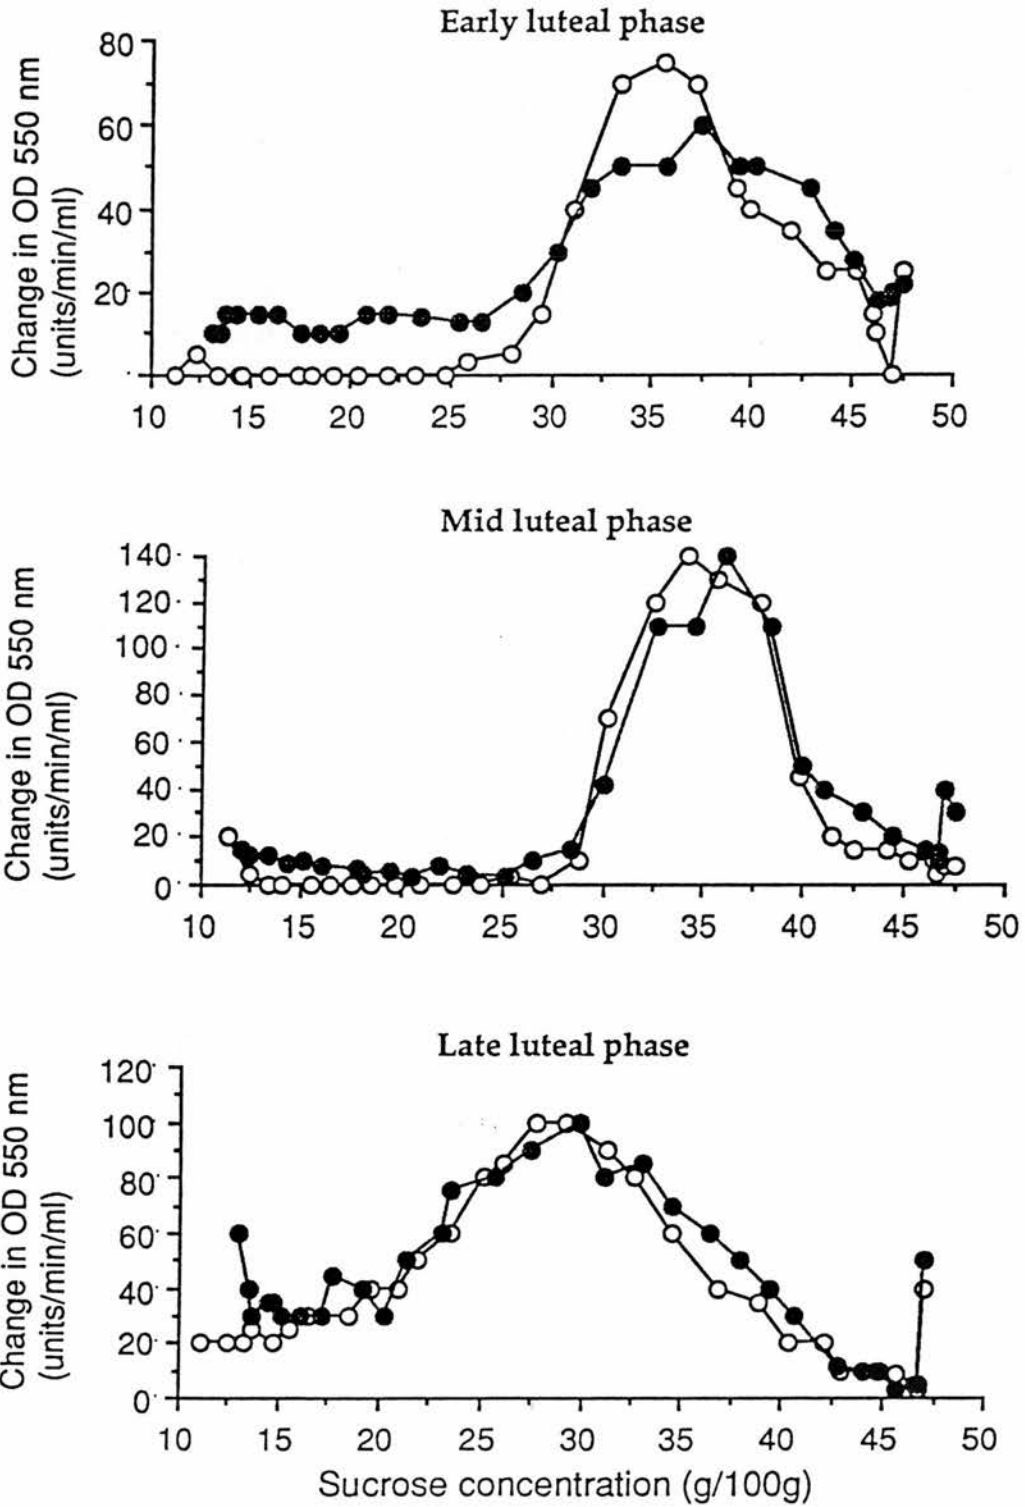 Early luteal phase
Change in OD 550 nm
(units/min/ml)
80
60
40
20
10 15 20 25 30 35 40 45 50
Mid luteal phase
Change in OD 550 nm
(units/min/ml)
140
120
100
80
60
40
20
0
10 15 20 25 30 35 40 45 50
Late luteal phase
Change in OD 550 nm
(units/min/ml)
120
100
80
60
40
20
0
10 15 20 25 30 35 40 45 50
Sucrose concentration (g/100g)